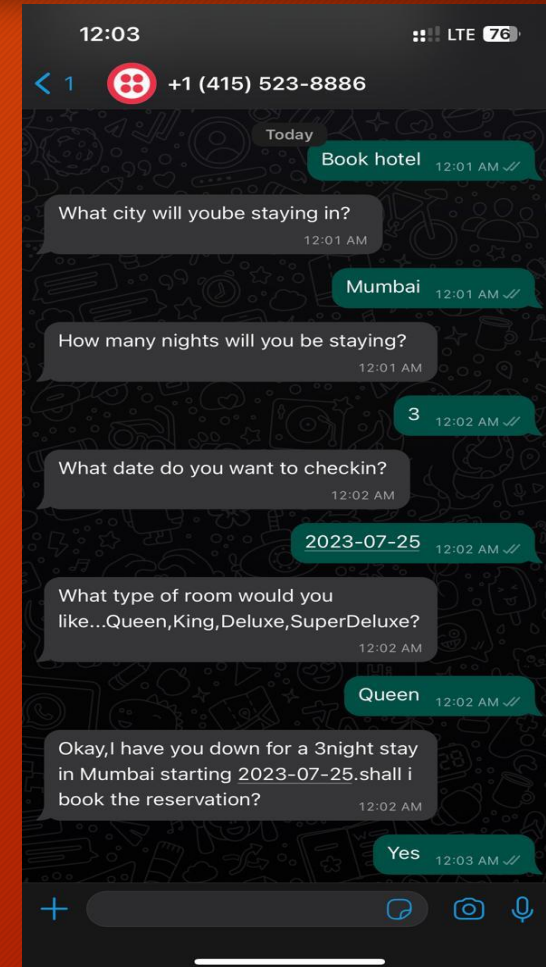 12:03
LTE 76
1
+1 (415) 523-8886
Today
Book hotel 12:01 AM
What city will yoube staying in?
12:01 AM
Mumbai 12:01 AM
How many nights will you be staying?
12:01 AM
3 12:02 AM
What date do you want to checkin?
12:02 AM
2023-07-25 12:02 AM
What type of room would you
like...Queen,King,Deluxe,SuperDeluxe?
12:02 AM
Queen 12:02 AM
Okay,I have you down for a 3night stay
in Mumbai starting 2023-07-25.shall i
book the reservation?
12:02 AM
Yes 12:03 AM